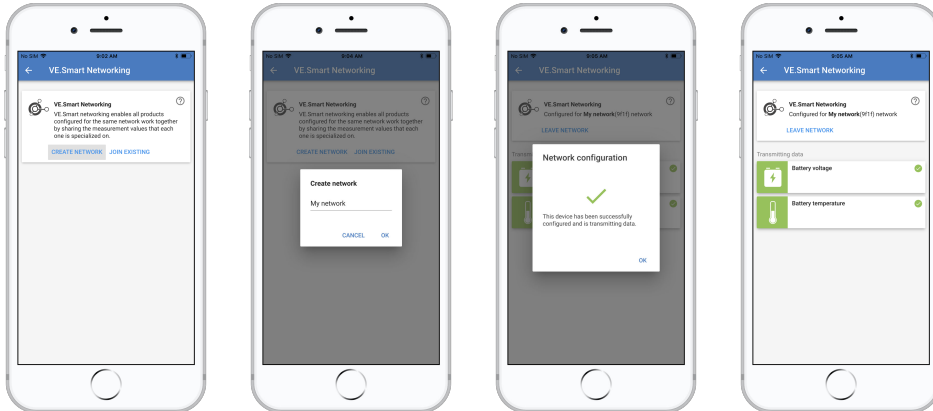 No SIM 9:02 AM
VE.Smart Networking
VE.Smart Networking
VE.Smart networking enables all products
configured for the same network work together
by sharing the measurement values that each
one is specialized on.
CREATE NETWORK JOIN EXISTING
No SIM 9:04 AM
VE.Smart Networking
VE.Smart Networking
VE.Smart networking enables all products
configured for the same network work together
by sharing the measurement values that each
one is specialized on.
CREATE NETWORK JOIN EXISTING
Create network
My network
CANCEL OK
No SIM 9:05 AM
VE.Smart Networking
VE.Smart Networking
Configured for My network(9f1f) network
LEAVE NETWORK
Network configuration
This device has been successfully
configured and is transmitting data.
OK
No SIM 9:05 AM
VE.Smart Networking
VE.Smart Networking
Configured for My network(9f1f) network
LEAVE NETWORK
Transmitting data
Battery voltage
Battery temperature